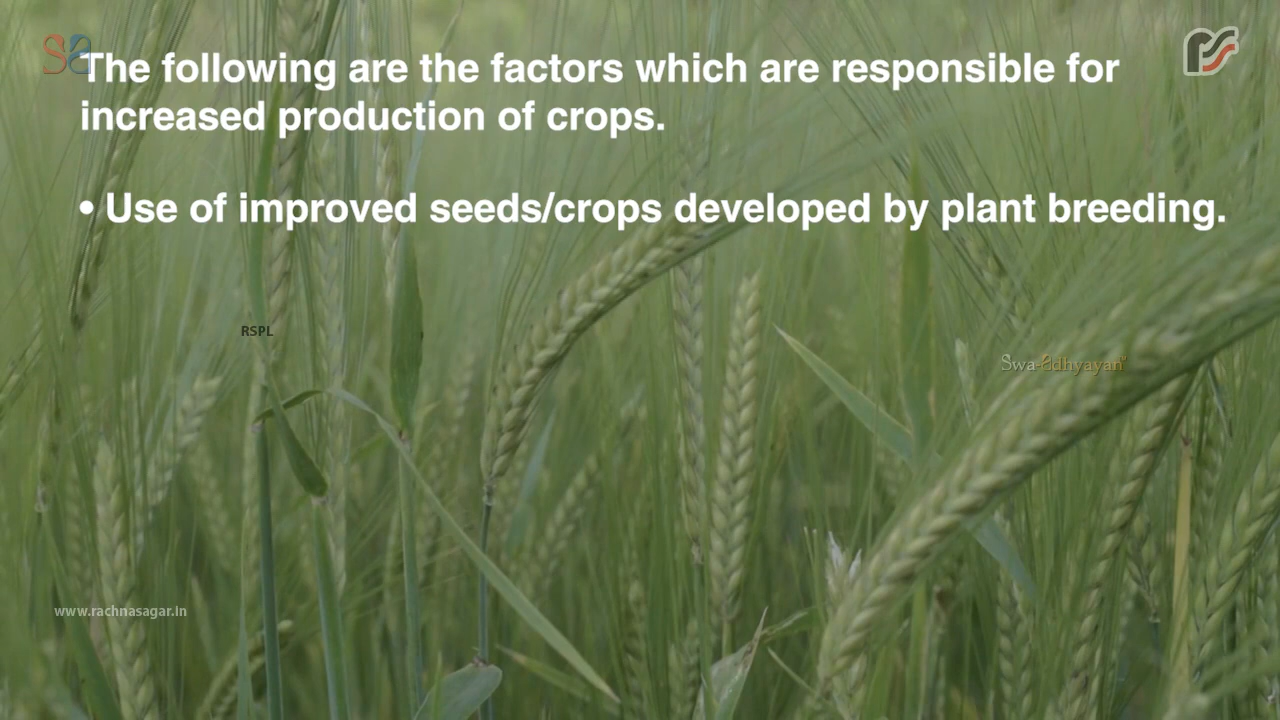 sa
The following are the factors which are responsible for
increased production of crops.
• Use of improved seeds/crops developed by plant breeding.
RSPL
Swa-adhyayan
www.rachnasagar.in